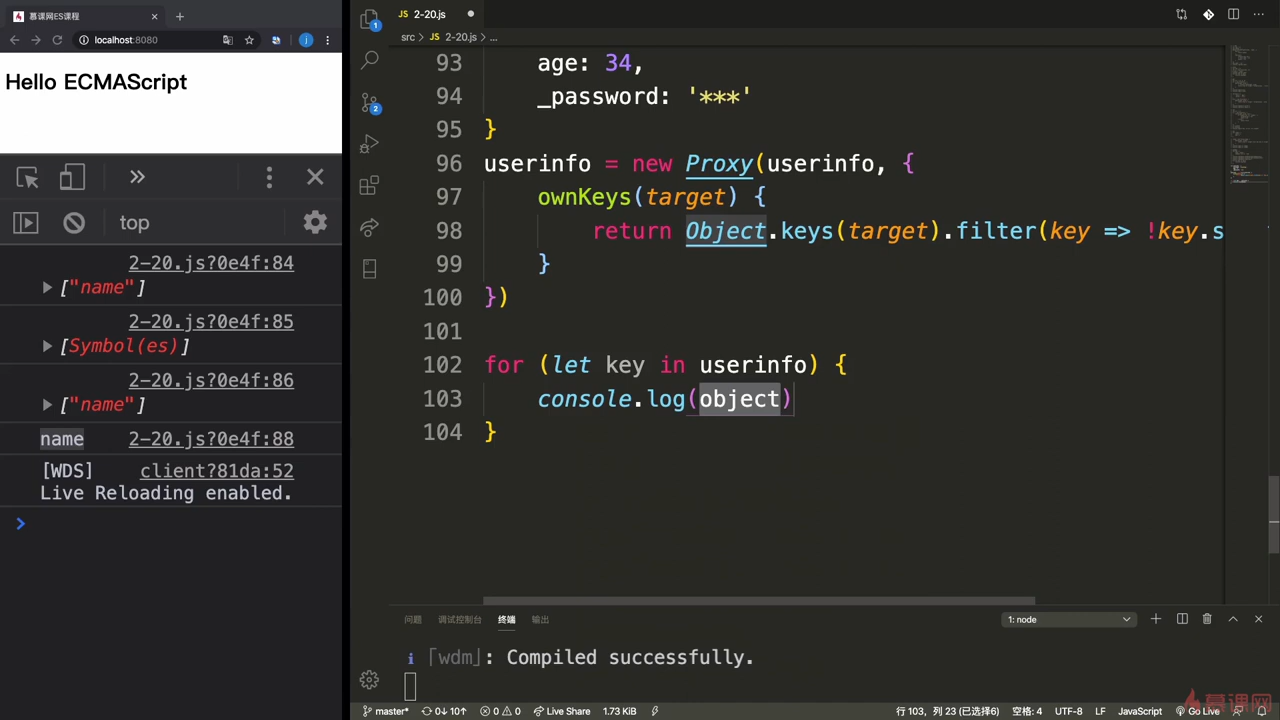 慕课网ES课程
localhost:8080
Hello ECMAScript
top
2-20.js?0e4f:84
["name"]
2-20.js?0e4f:85
[Symbol(es)]
2-20.js?0e4f:86
["name"]
name 2-20.js?0e4f:88
[WDS] client?81da:52
Live Reloading enabled.
JS 2-20.js
src > JS 2-20.js > ...
93 age: 34,
94 _password: '***'
95 }
96 userinfo = new Proxy(userinfo, {
97 ownKeys(target) {
98 return Object.keys(target).filter(key => !key.s
99 }
100 })
101
102 for (let key in userinfo) {
103 console.log(object)
104 }
问题 调试控制台 终端 输出 1: node
i ｢wdm｣: Compiled successfully.
master* 0↓ 10↑ 0 0 Live Share 1.73 KiB 行 103, 列 23 (已选择6) 空格: 4 UTF-8 LF JavaScript Go Live
慕课网